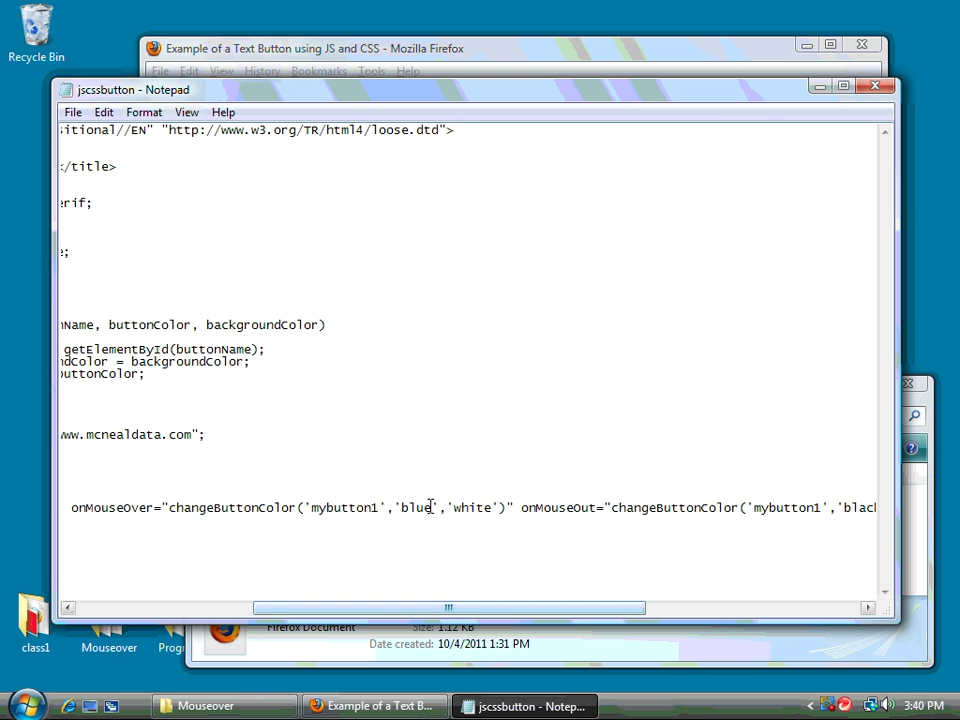 Recycle Bin
Example of a Text Button using JS and CSS - Mozilla Firefox
File Edit View History Bookmarks Tools Help
jscssbutton - Notepad
File Edit Format View Help
sitional//EN" "http://www.w3.org/TR/html4/loose.dtd">
</title>
erif;
e;
nName, buttonColor, backgroundColor)
getElementById(buttonName);
ndColor = backgroundColor;
buttonColor;
www.mcnealdata.com";
onMouseOver="changeButtonColor('mybutton1','blue','white')" onMouseOut="changeButtonColor('mybutton1','black
Firefox Document Size: 1.12 KB
Date created: 10/4/2011 1:31 PM
class1 Mouseover Progr
Mouseover Example of a Text B... jscssbutton - Notep... 3:40 PM